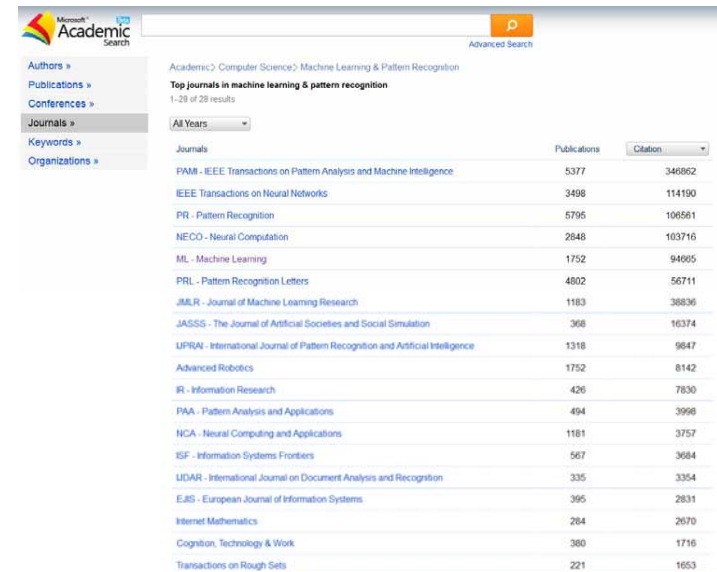 Microsoft® Beta
Academic
Search
Advanced Search
Authors »
Publications »
Conferences »
Journals »
Keywords »
Organizations »
Academic > Computer Science > Machine Learning & Pattern Recognition
Top journals in machine learning & pattern recognition
1–28 of 28 results
All Years
Journals Publications Citation
PAMI - IEEE Transactions on Pattern Analysis and Machine Intelligence 5377 346862
IEEE Transactions on Neural Networks 3498 114190
PR - Pattern Recognition 5795 106561
NECO - Neural Computation 2848 103716
ML - Machine Learning 1752 94665
PRL - Pattern Recognition Letters 4802 56711
JMLR - Journal of Machine Learning Research 1183 38836
JASSS - The Journal of Artificial Societies and Social Simulation 368 16374
IJPRAI - International Journal of Pattern Recognition and Artificial Intelligence 1318 9847
Advanced Robotics 1752 8142
IR - Information Research 426 7830
PAA - Pattern Analysis and Applications 494 3998
NCA - Neural Computing and Applications 1181 3757
ISF - Information Systems Frontiers 567 3684
IJDAR - International Journal on Document Analysis and Recognition 335 3354
EJIS - European Journal of Information Systems 395 2831
Internet Mathematics 284 2670
Cognition, Technology & Work 380 1716
Transactions on Rough Sets 221 1653